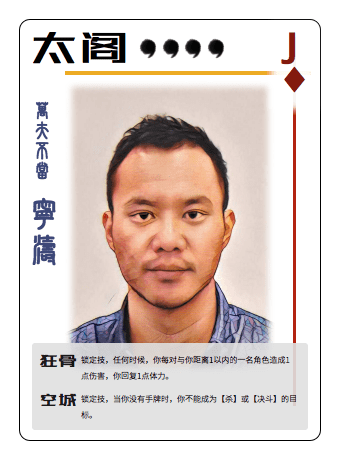 太阁
J
萬夫不當
寧濤
狂骨
锁定技，任何时候，你每对与你距离1以内的一名角色造成1
点伤害，你回复1点体力。
空城
锁定技，当你没有手牌时，你不能成为【杀】或【决斗】的目
标。